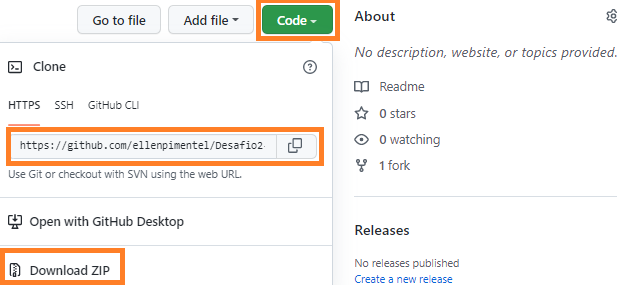 Go to file
Add file
Code
Clone
HTTPS
SSH
GitHub CLI
https://github.com/ellenpimentel/Desafio2
Use Git or checkout with SVN using the web URL.
Open with GitHub Desktop
Download ZIP
About
No description, website, or topics provided.
Readme
0 stars
0 watching
1 fork
Releases
No releases published
Create a new release